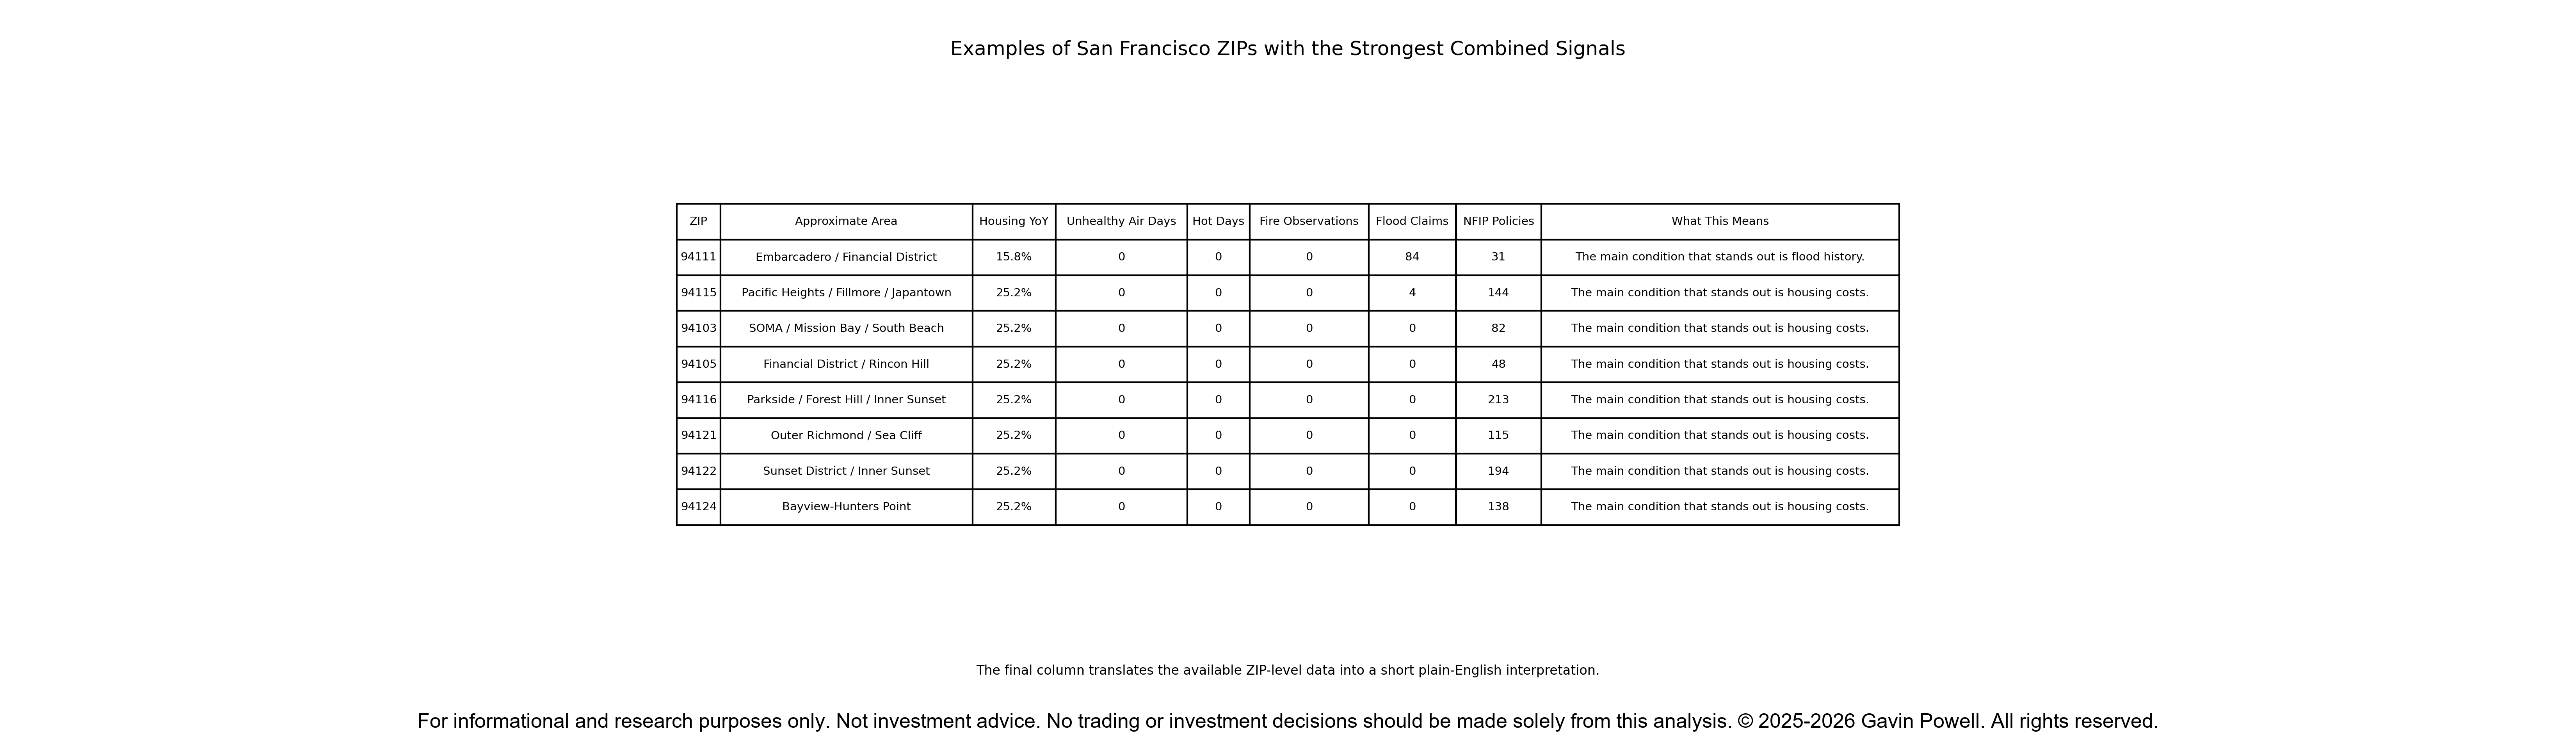 Examples of San Francisco ZIPs with the Strongest Combined Signals
ZIP Approximate Area Housing YoY Unhealthy Air Days Hot Days Fire Observations Flood Claims NFIP Policies What This Means
94111 Embarcadero / Financial District 15.8% 0 0 0 84 31 The main condition that stands out is flood history.
94115 Pacific Heights / Fillmore / Japantown 25.2% 0 0 0 4 144 The main condition that stands out is housing costs.
94103 SOMA / Mission Bay / South Beach 25.2% 0 0 0 0 82 The main condition that stands out is housing costs.
94105 Financial District / Rincon Hill 25.2% 0 0 0 0 48 The main condition that stands out is housing costs.
94116 Parkside / Forest Hill / Inner Sunset 25.2% 0 0 0 0 213 The main condition that stands out is housing costs.
94121 Outer Richmond / Sea Cliff 25.2% 0 0 0 0 115 The main condition that stands out is housing costs.
94122 Sunset District / Inner Sunset 25.2% 0 0 0 0 194 The main condition that stands out is housing costs.
94124 Bayview-Hunters Point 25.2% 0 0 0 0 138 The main condition that stands out is housing costs.
The final column translates the available ZIP-level data into a short plain-English interpretation.
For informational and research purposes only. Not investment advice. No trading or investment decisions should be made solely from this analysis. © 2025-2026 Gavin Powell. All rights reserved.